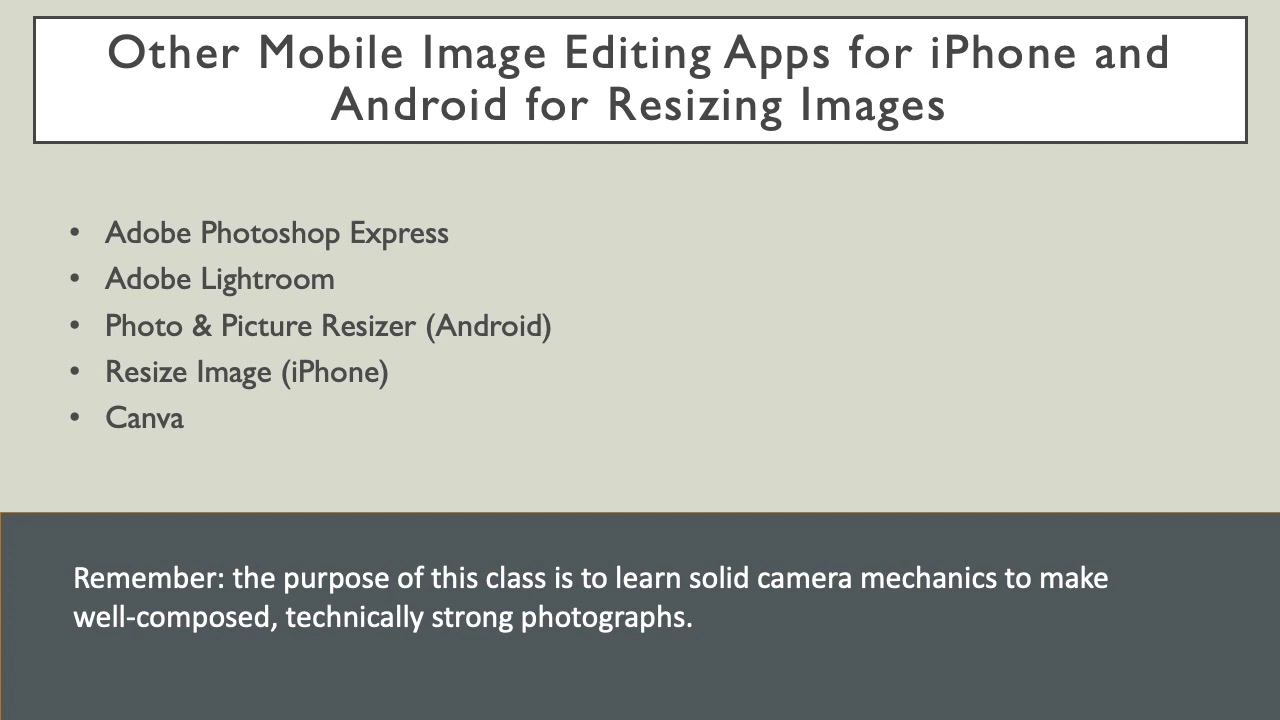 Other Mobile Image Editing Apps for iPhone and
Android for Resizing Images
• Adobe Photoshop Express
• Adobe Lightroom
• Photo & Picture Resizer (Android)
• Resize Image (iPhone)
• Canva
Remember: the purpose of this class is to learn solid camera mechanics to make
well-composed, technically strong photographs.